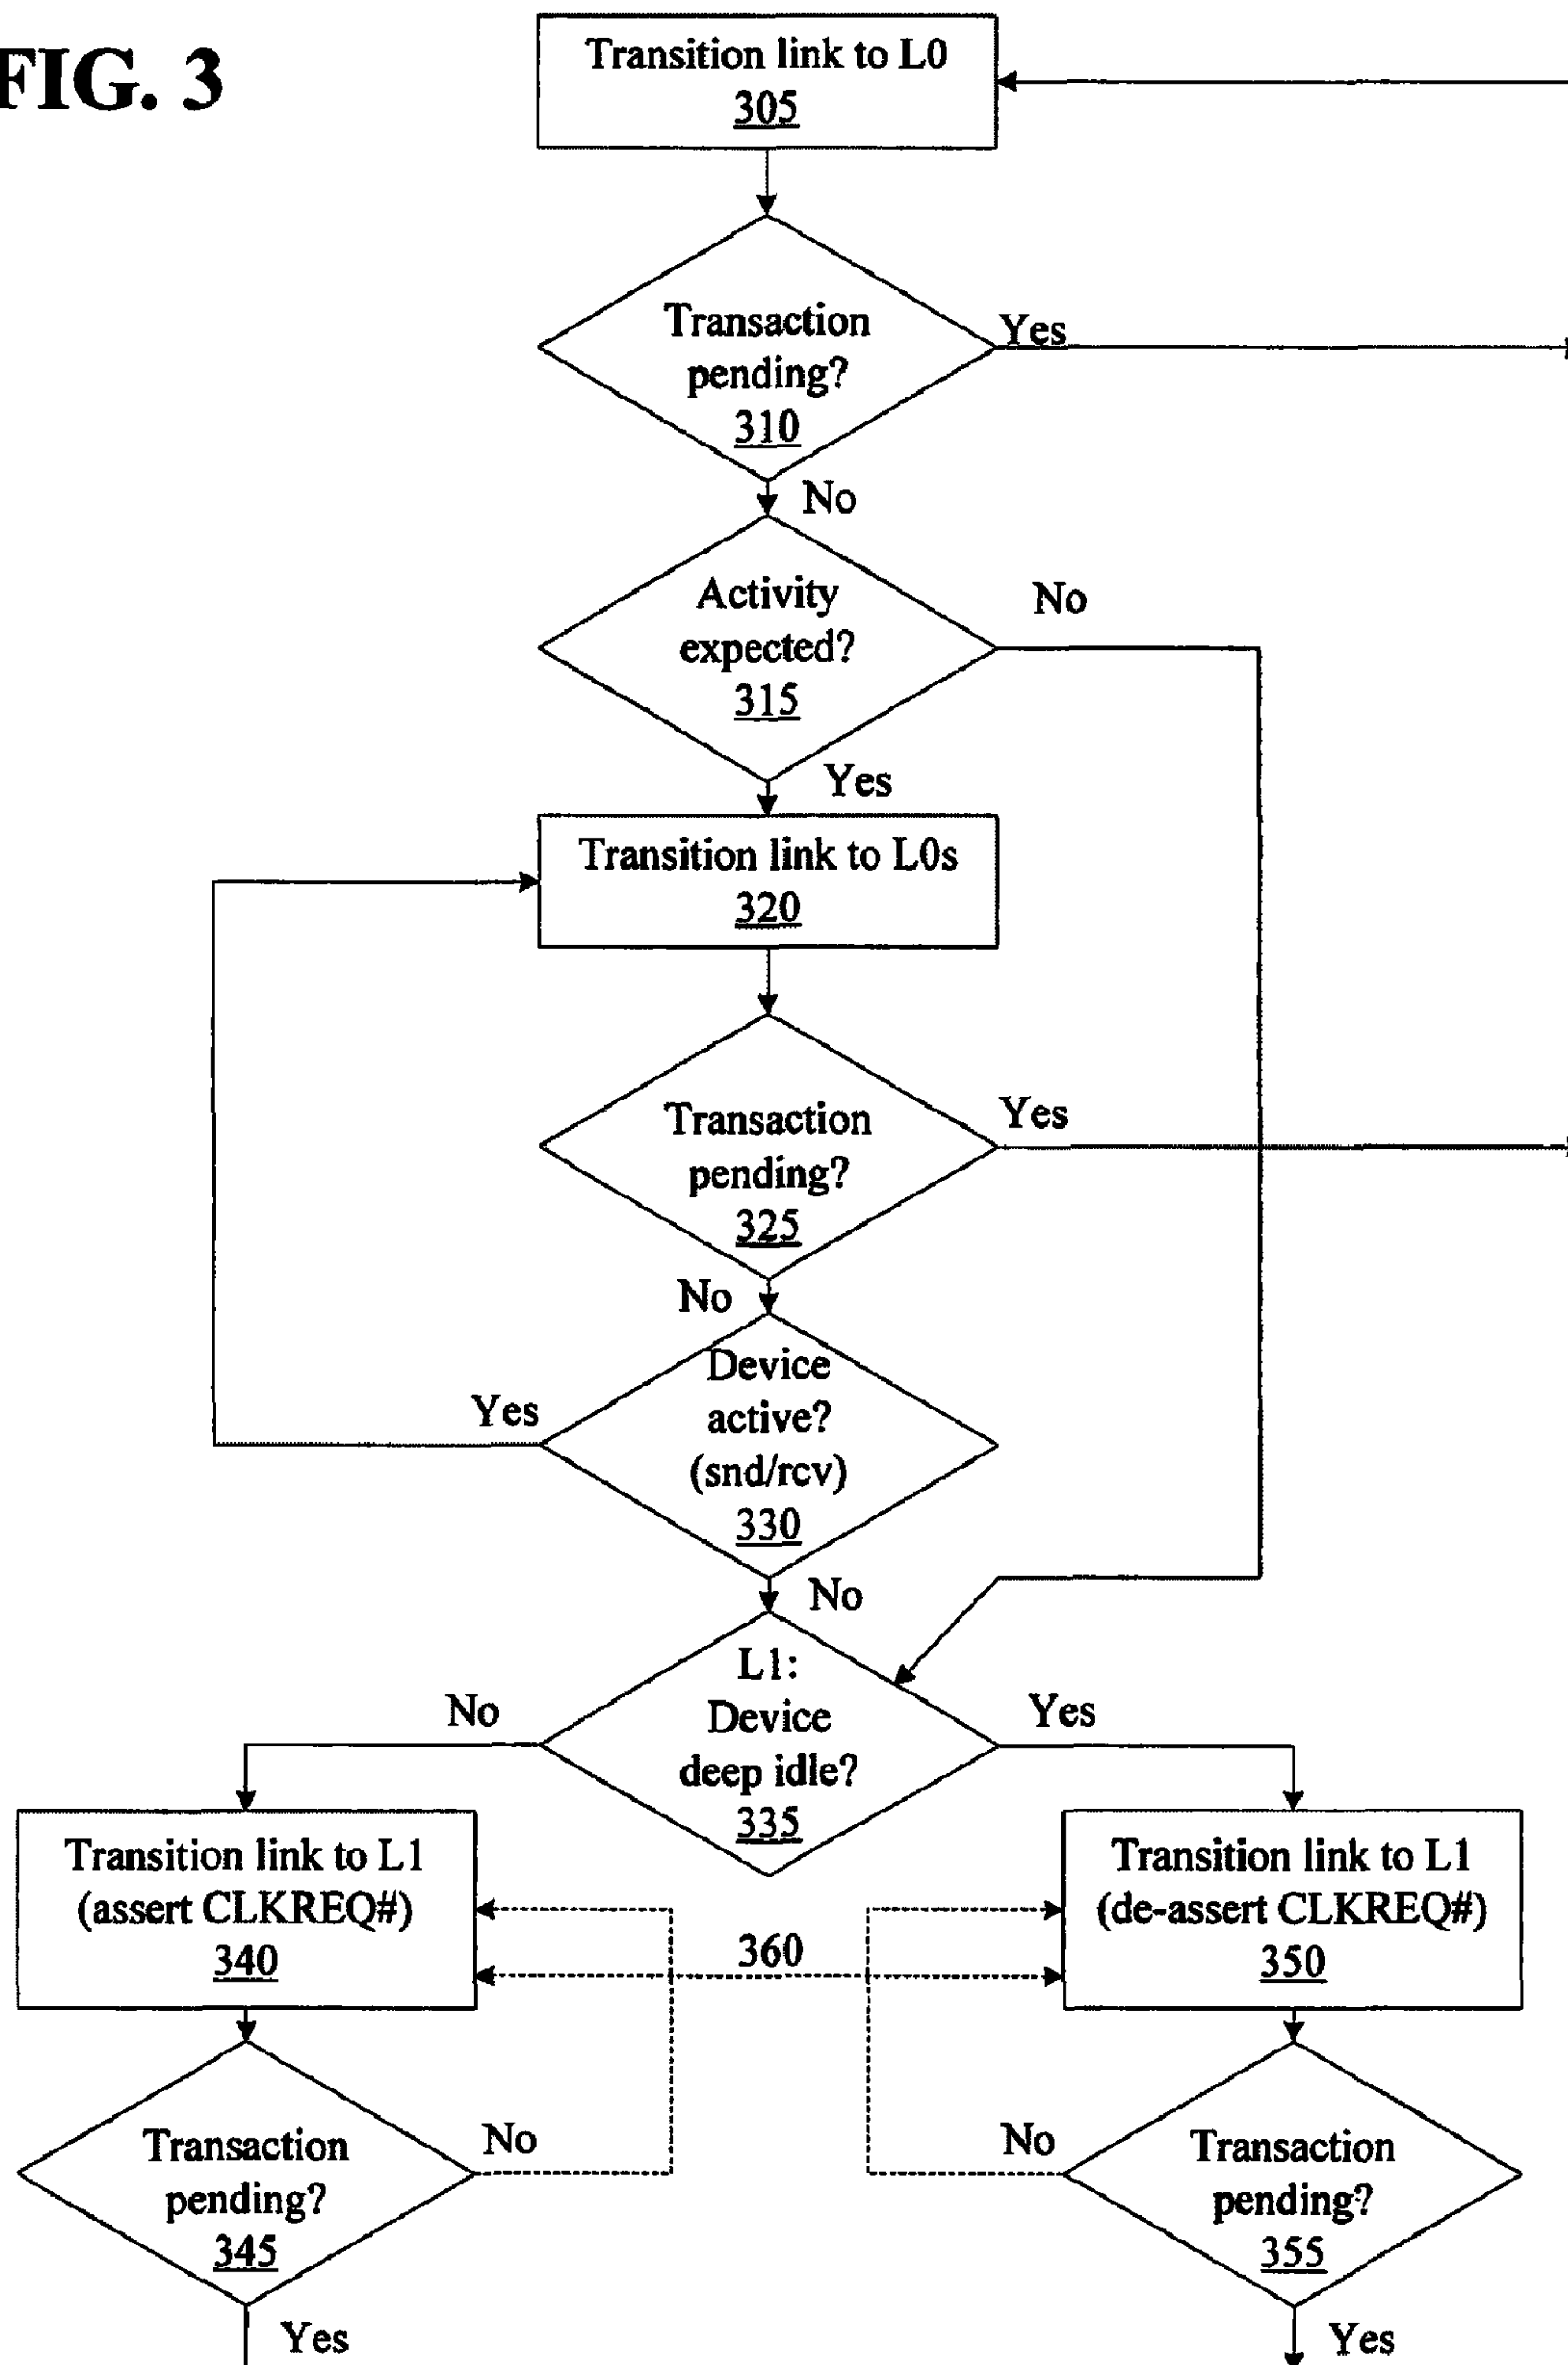 FIG. 3
Transition link to L0
305
Transaction
pending?
310
Yes
No
Activity
expected?
315
No
Yes
Transition link to L0s
320
Transaction
pending?
325
Yes
No
Device
active?
(snd/rcv)
330
Yes
No
L1:
Device
deep idle?
335
No
Yes
Transition link to L1
(assert CLKREQ#)
340
360
Transition link to L1
(de-assert CLKREQ#)
350
Transaction
pending?
345
No
Yes
No
Transaction
pending?
355
Yes